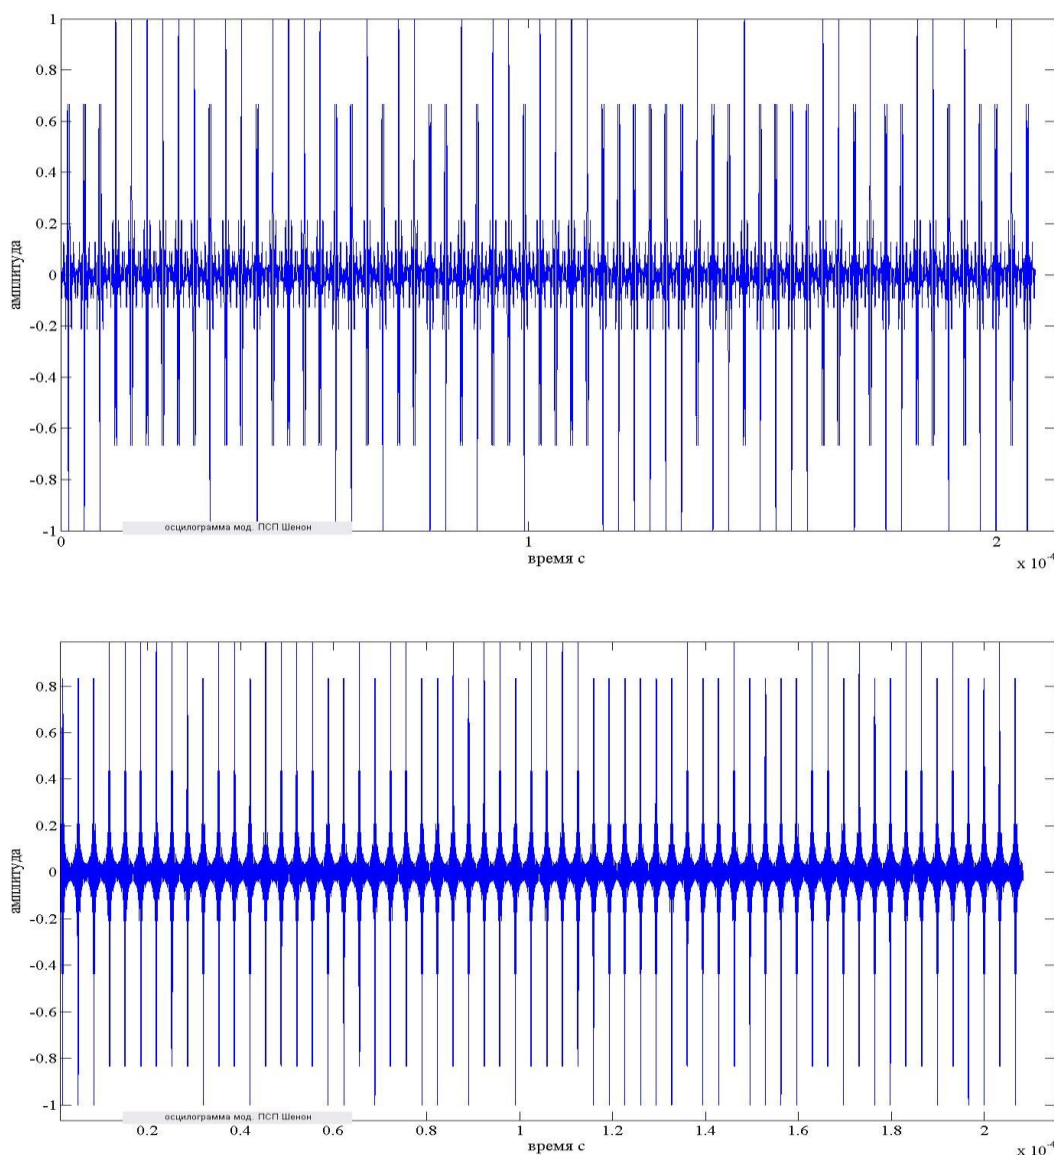 1
0.8
0.6
0.4
0.2
0
-0.2
-0.4
-0.6
-0.8
-1
амплитуда
осцилограмма мод. ПСП Шенон
0 1 2
время с
x 10⁻⁴
0.8
0.6
0.4
0.2
0
-0.2
-0.4
-0.6
-0.8
-1
амплитуда
осцилограмма мод. ПСП Шенон
0.2 0.4 0.6 0.8 1 1.2 1.4 1.6 1.8 2
время с
x 10⁻⁴